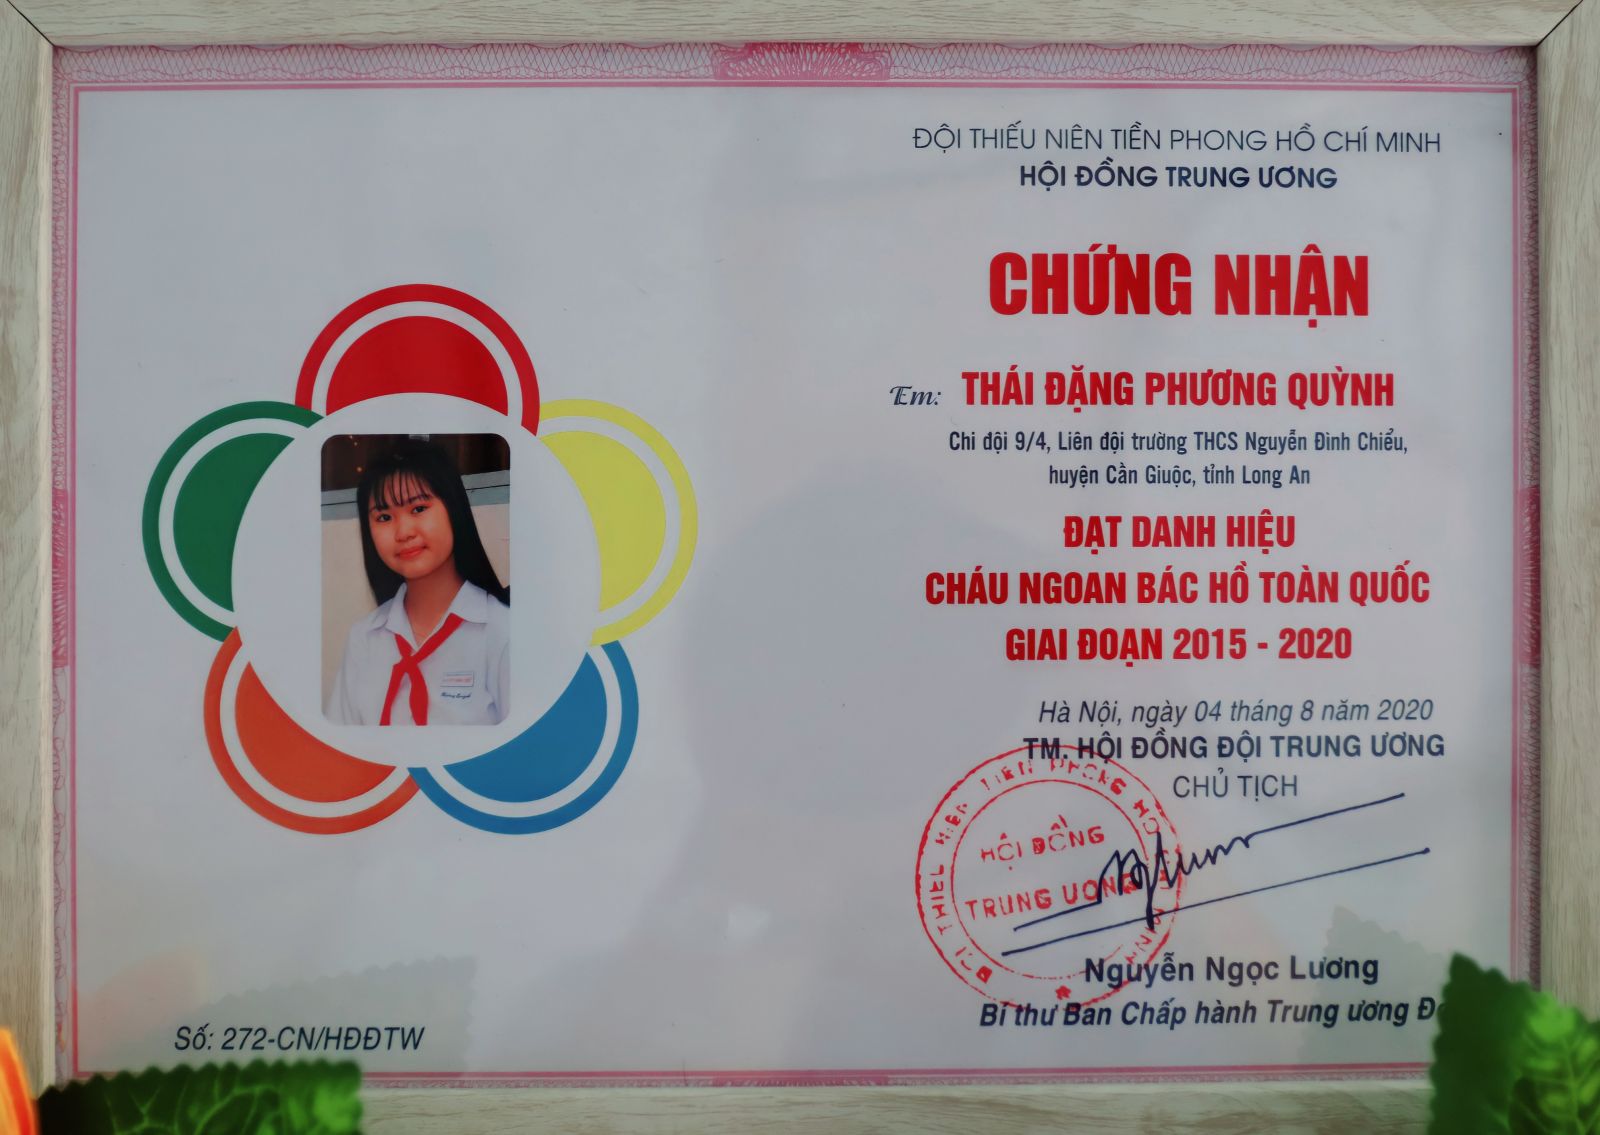 ĐỘI THIẾU NIÊN TIỀN PHONG HỒ CHÍ MINH
HỘI ĐỒNG TRUNG ƯƠNG
CHỨNG NHẬN
Em: THÁI ĐẶNG PHƯƠNG QUỲNH
Chi đội 9/4, Liên đội trường THCS Nguyễn Đình Chiểu,
huyện Cần Giuộc, tỉnh Long An
ĐẠT DANH HIỆU
CHÁU NGOAN BÁC HỒ TOÀN QUỐC
GIAI ĐOẠN 2015 - 2020
Hà Nội, ngày 04 tháng 8 năm 2020
TM. HỘI ĐỒNG ĐỘI TRUNG ƯƠNG
CHỦ TỊCH
HỘI ĐỒNG
TRUNG ƯƠNG
Nguyễn Ngọc Lương
Bí thư Ban Chấp hành Trung ương
Số: 272-CN/HĐĐTW